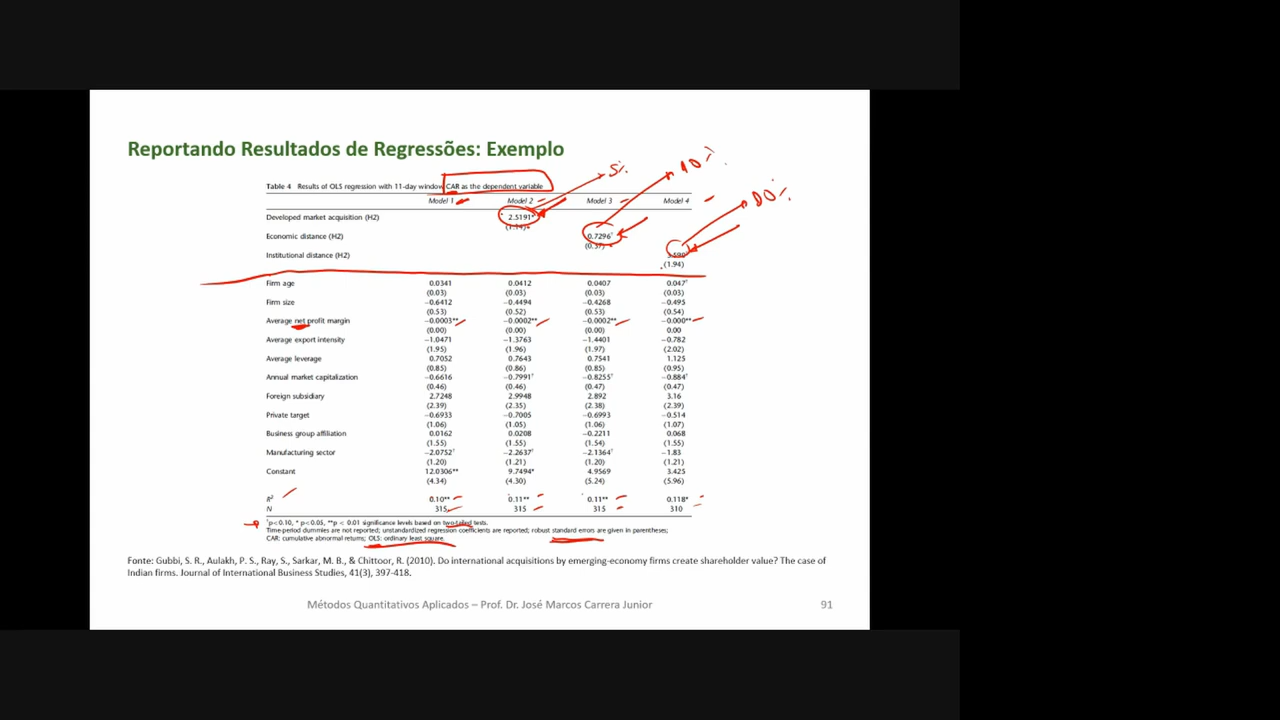 Reportando Resultados de Regressões: Exemplo
5%
10%
10%
Table 4 Results of OLS regression with 11-day window CAR as the dependent variable
Model 1 Model 2 Model 3 Model 4
Developed market acquisition (H2) 2.5191*
Economic distance (H2) 0.7296†
Institutional distance (H2)
(1.94)
Firm age 0.0341 0.0412 0.0407 0.047†
(0.03) (0.03) (0.03) (0.03)
Firm size −0.6412 −0.4494 −0.4268 −0.495
(0.53) (0.52) (0.53) (0.54)
Average net profit margin −0.0003** −0.0002** −0.0002** −0.000**
(0.00) (0.00) (0.00) 0.00
Average export intensity −1.0471 −1.3763 −1.4401 −0.782
(1.95) (1.96) (1.97) (2.02)
Average leverage 0.7052 0.7643 0.7541 1.125
(0.85) (0.86) (0.85) (0.95)
Annual market capitalization −0.6616 −0.7991† −0.8255† −0.884†
(0.46) (0.46) (0.47) (0.47)
Foreign subsidiary 2.7248 2.9948 2.892 3.16
(2.39) (2.35) (2.38) (2.39)
Private target −0.6933 −0.7005 −0.6993 −0.514
(1.06) (1.05) (1.06) (1.07)
Business group affiliation 0.0162 0.0208 −0.2211 0.068
(1.55) (1.55) (1.54) (1.55)
Manufacturing sector −2.0752† −2.2637† −2.1364† −1.83
(1.20) (1.21) (1.20) (1.21)
Constant 12.0306** 9.7494* 4.9569 3.425
(4.34) (4.30) (5.24) (5.96)
R² 0.10** 0.11** 0.11** 0.118*
N 315 315 315 310
†p<0.10, * p<0.05, **p < 0.01 significance levels based on two-tailed tests.
Time-period dummies are not reported; unstandardized regression coefficients are reported; robust standard errors are given in parentheses;
CAR: cumulative abnormal returns; OLS: ordinary least square.
Fonte: Gubbi, S. R., Aulakh, P. S., Ray, S., Sarkar, M. B., & Chittoor, R. (2010). Do international acquisitions by emerging-economy firms create shareholder value? The case of
Indian firms. Journal of International Business Studies, 41(3), 397-418.
Métodos Quantitativos Aplicados – Prof. Dr. José Marcos Carrera Junior 91